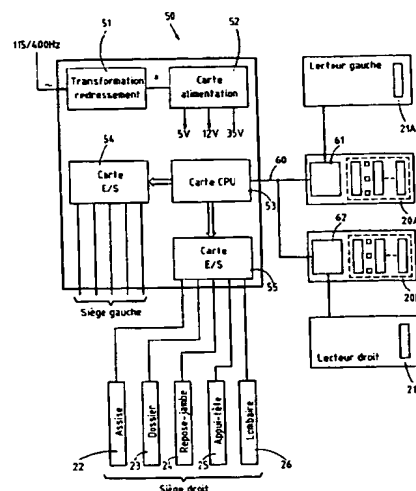 50
51
52
115/400Hz
Transformation
redressement
Carte
alimentation
5V 12V 35V
Lecteur gauche
21A
54
Carte
E/S
Carte CPU
53
60
61
20A
62
Carte
E/S
55
Siège gauche
Lecteur droit
Assise
Dossier
Repose-jambe
Appui-tête
Lombaire
22
23
24
25
26
Siège droit